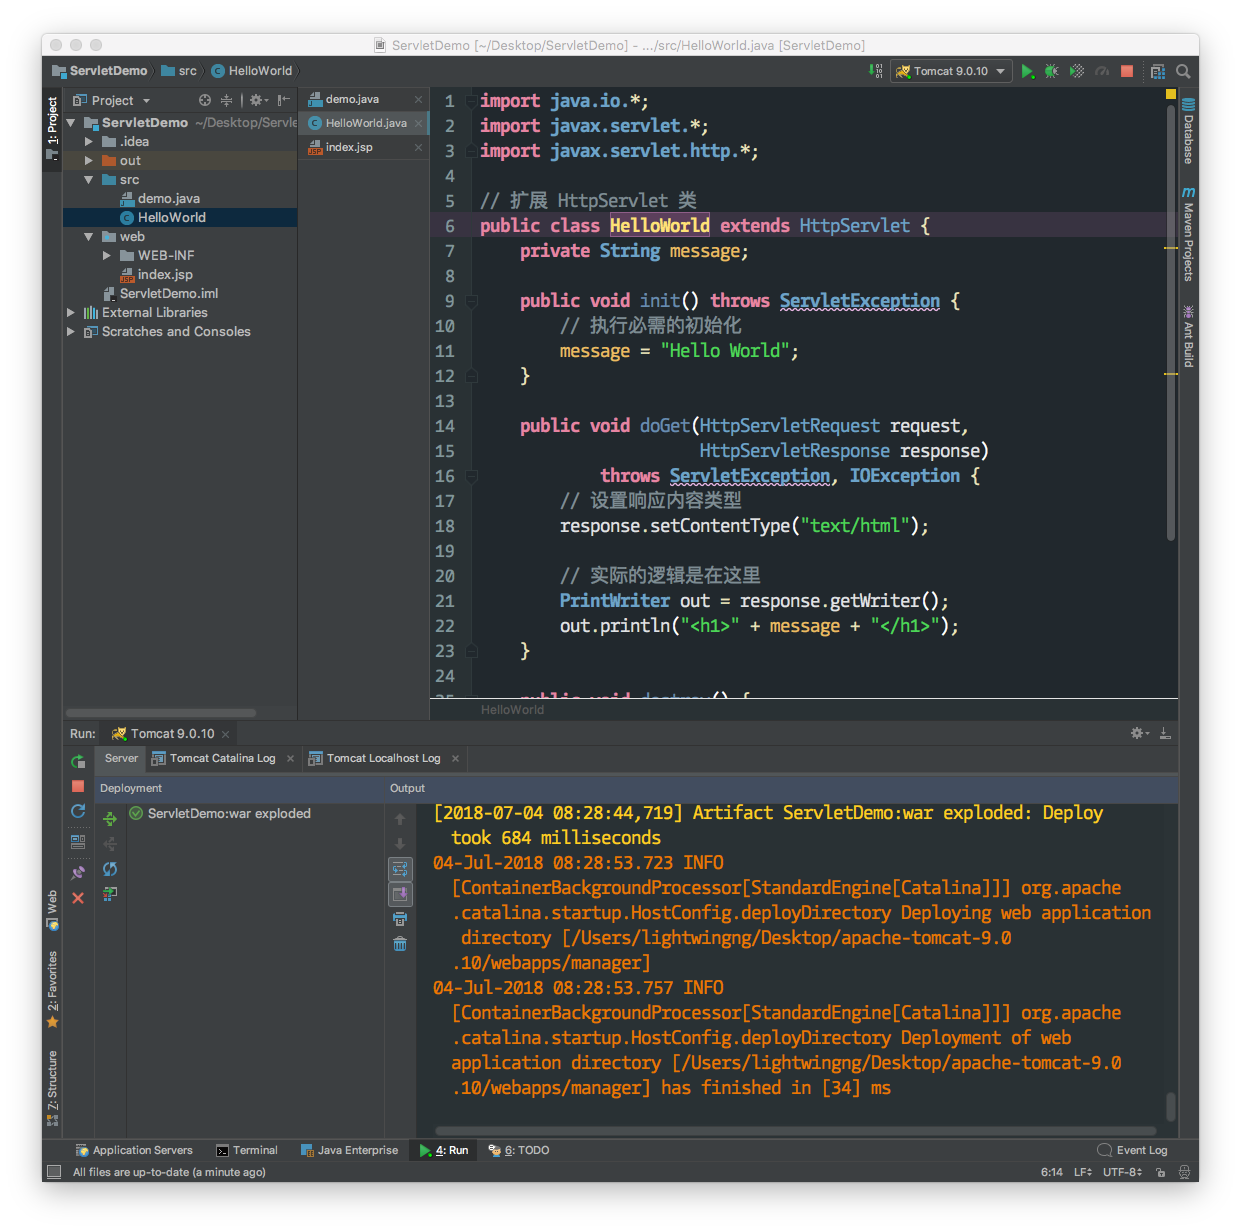 ServletDemo [~/Desktop/ServletDemo] - .../src/HelloWorld.java [ServletDemo]
ServletDemo src HelloWorld
Tomcat 9.0.10
1: Project
Project
ServletDemo ~/Desktop/Servle
.idea
out
src
demo.java
HelloWorld
web
WEB-INF
index.jsp
ServletDemo.iml
External Libraries
Scratches and Consoles
demo.java
HelloWorld.java
index.jsp
1 import java.io.*;
2 import javax.servlet.*;
3 import javax.servlet.http.*;
4
5 // 扩展 HttpServlet 类
6 public class HelloWorld extends HttpServlet {
7 private String message;
8
9 public void init() throws ServletException {
10 // 执行必需的初始化
11 message = "Hello World";
12 }
13
14 public void doGet(HttpServletRequest request,
15 HttpServletResponse response)
16 throws ServletException, IOException {
17 // 设置响应内容类型
18 response.setContentType("text/html");
19
20 // 实际的逻辑是在这里
21 PrintWriter out = response.getWriter();
22 out.println("<h1>" + message + "</h1>");
23 }
24
25 public void destroy() {
HelloWorld
Database
Maven Projects
Ant Build
Run: Tomcat 9.0.10
Server Tomcat Catalina Log Tomcat Localhost Log
Deployment Output
ServletDemo:war exploded
[2018-07-04 08:28:44,719] Artifact ServletDemo:war exploded: Deploy
took 684 milliseconds
04-Jul-2018 08:28:53.723 INFO
[ContainerBackgroundProcessor[StandardEngine[Catalina]]] org.apache
.catalina.startup.HostConfig.deployDirectory Deploying web application
directory [/Users/lightwingng/Desktop/apache-tomcat-9.0
.10/webapps/manager]
04-Jul-2018 08:28:53.757 INFO
[ContainerBackgroundProcessor[StandardEngine[Catalina]]] org.apache
.catalina.startup.HostConfig.deployDirectory Deployment of web
application directory [/Users/lightwingng/Desktop/apache-tomcat-9.0
.10/webapps/manager] has finished in [34] ms
Web
2: Favorites
7: Structure
Application Servers Terminal Java Enterprise 4: Run 6: TODO Event Log
All files are up-to-date (a minute ago) 6:14 LF UTF-8